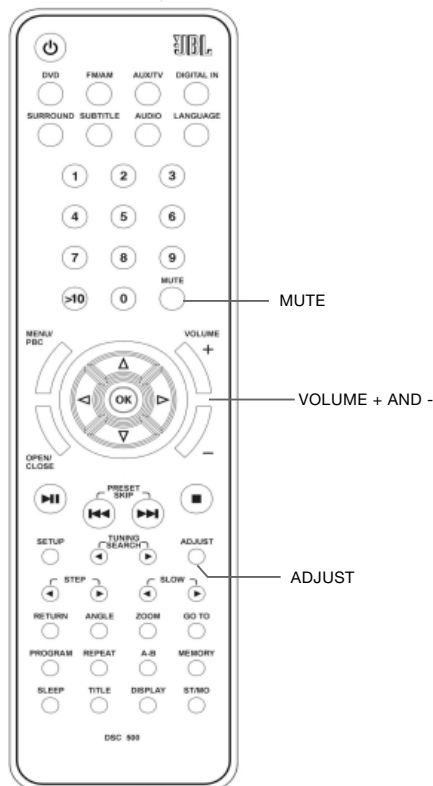 JBL
DVD FM/AM AUX/TV DIGITAL IN
SURROUND SUBTITLE AUDIO LANGUAGE
1 2 3
4 5 6
7 8 9
MUTE
>10 0
MUTE
MENU/
PBC
VOLUME
+
OK
VOLUME + AND -
OPEN/
CLOSE
–
PRESET
SKIP
SETUP TUNING ADJUST
SEARCH
ADJUST
STEP SLOW
RETURN ANGLE ZOOM GO TO
PROGRAM REPEAT A-B MEMORY
SLEEP TITLE DISPLAY ST/MO
DSC 500